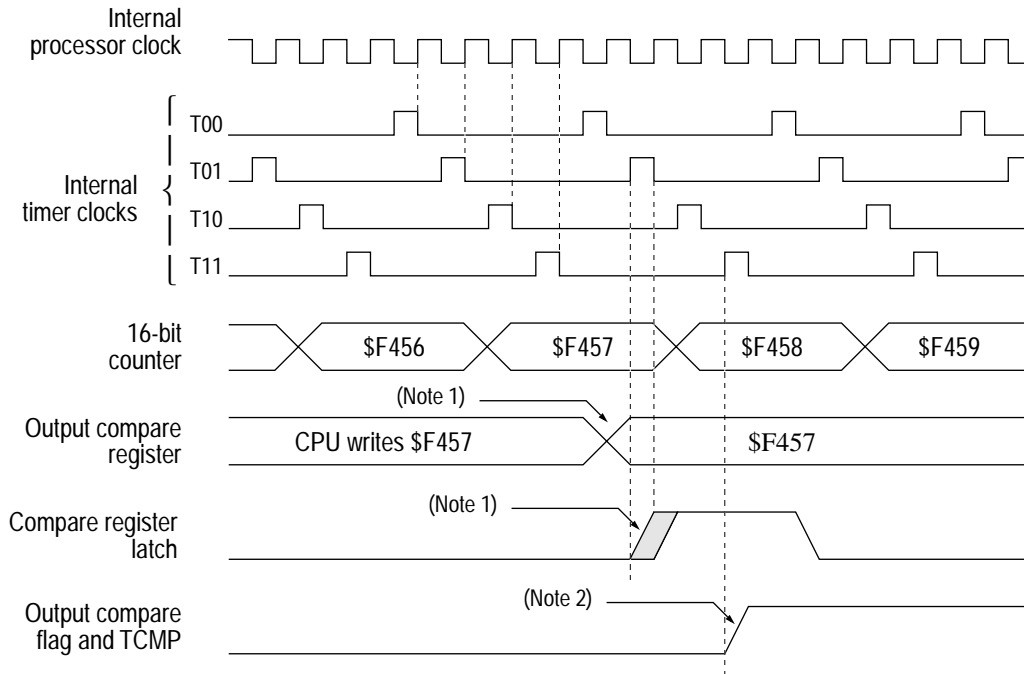 Internal
processor clock
T00
T01
Internal
timer clocks
T10
T11
16-bit
counter
$F456
$F457
$F458
$F459
(Note 1)
Output compare
register
CPU writes $F457
$F457
(Note 1)
Compare register
latch
(Note 2)
Output compare
flag and TCMP